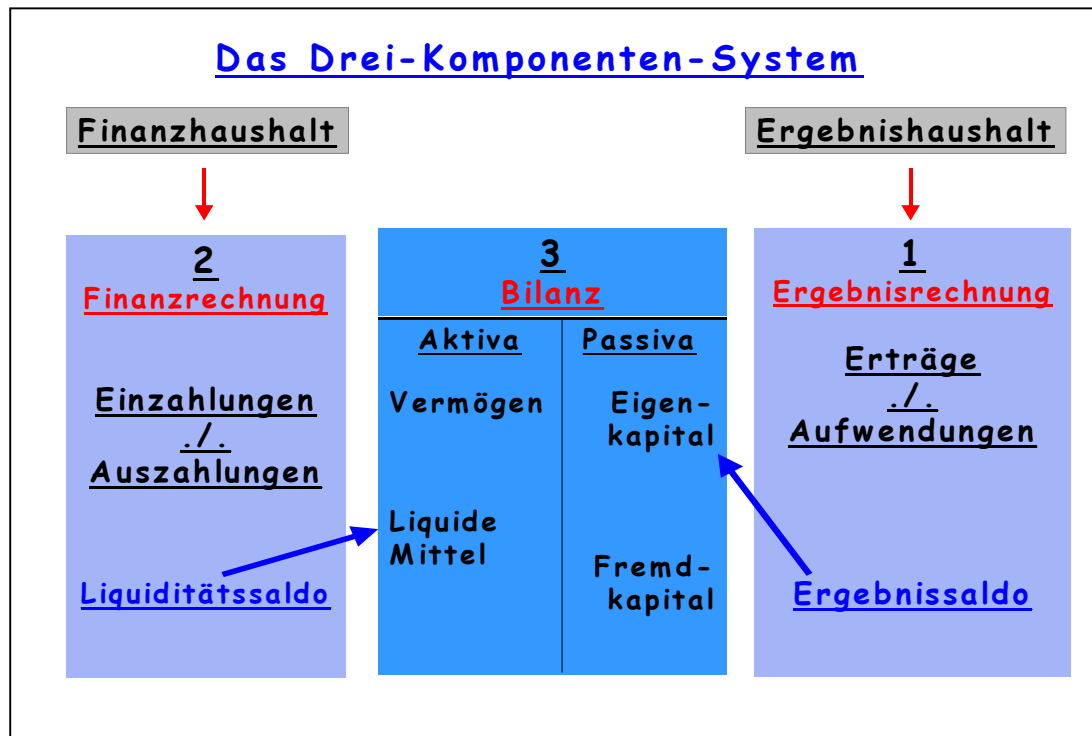 Das Drei-Komponenten-System
Finanzhaushalt
Ergebnishaushalt
2
Finanzrechnung
Einzahlungen
./.
Auszahlungen
Liquiditätssaldo
3
Bilanz
Aktiva
Vermögen
Liquide
Mittel
Passiva
Eigen-
kapital
Fremd-
kapital
1
Ergebnisrechnung
Erträge
./.
Aufwendungen
Ergebnissaldo